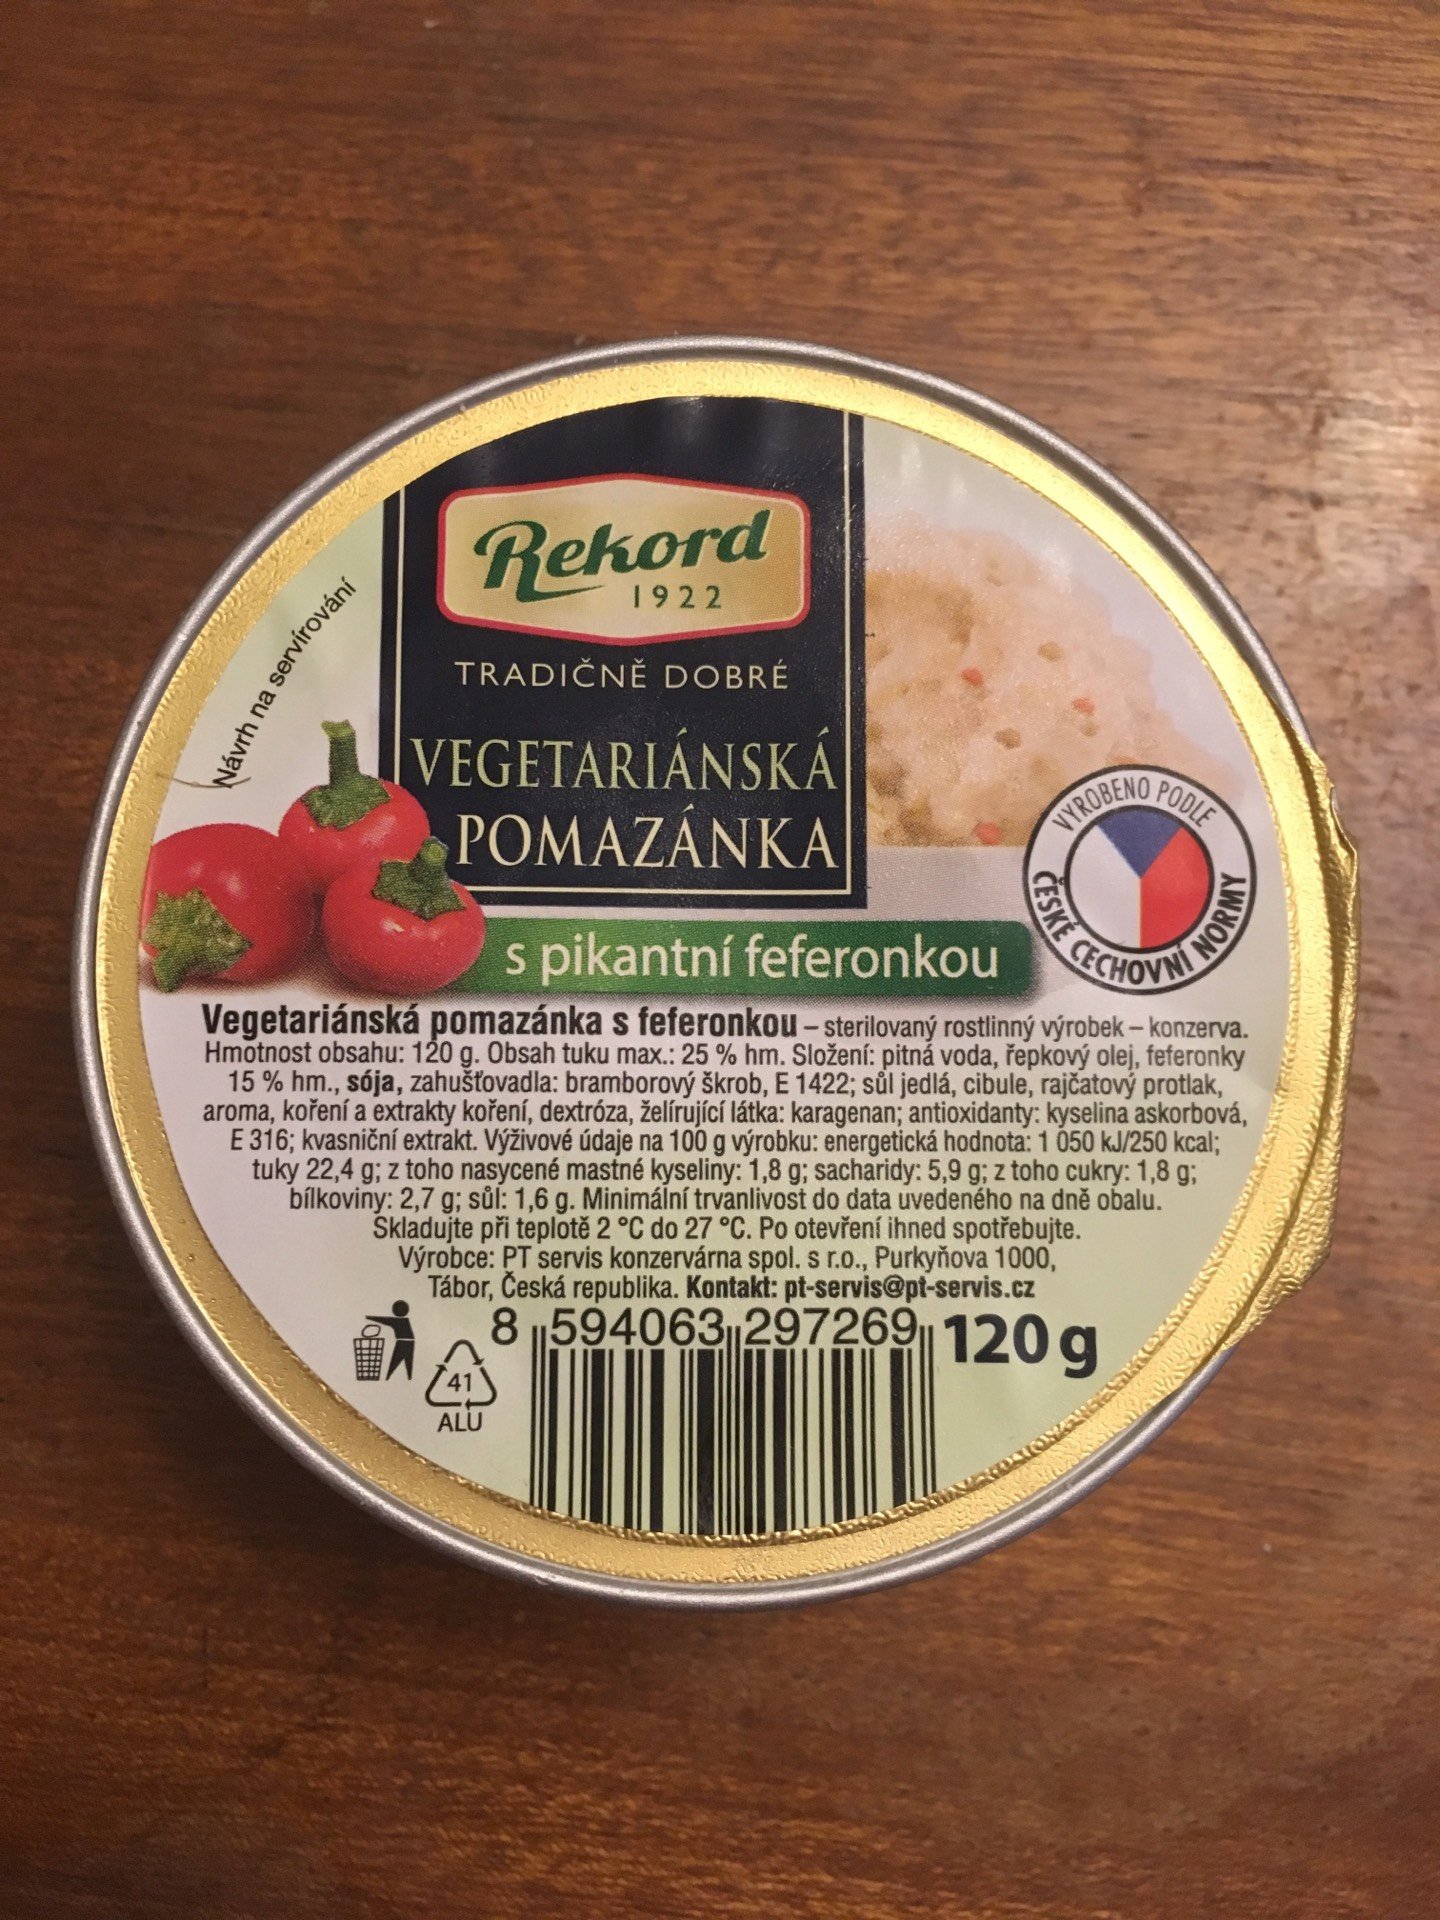 Rekord
1922
TRADIČNĚ DOBRÉ
Návrh na servírování
VEGETARIÁNSKÁ
POMAZÁNKA
VYROBENO PODLE
ČESKÉ CECHOVNÍ NORMY
s pikantní feferonkou
Vegetariánská pomazánka s feferonkou – sterilovaný rostlinný výrobek – konzerva.
Hmotnost obsahu: 120 g. Obsah tuku max.: 25 % hm. Složení: pitná voda, řepkový olej, feferonky
15 % hm., sója, zahušťovadla: bramborový škrob, E 1422; sůl jedlá, cibule, rajčatový protlak,
aroma, koření a extrakty koření, dextróza, želírující látka: karagenan; antioxidanty: kyselina askorbová,
E 316; kvasniční extrakt. Výživové údaje na 100 g výrobku: energetická hodnota: 1 050 kJ/250 kcal;
tuky 22,4 g; z toho nasycené mastné kyseliny: 1,8 g; sacharidy: 5,9 g; z toho cukry: 1,8 g;
bílkoviny: 2,7 g; sůl: 1,6 g. Minimální trvanlivost do data uvedeného na dně obalu.
Skladujte při teplotě 2 °C do 27 °C. Po otevření ihned spotřebujte.
Výrobce: PT servis konzervárna spol. s r.o., Purkyňova 1000,
Tábor, Česká republika. Kontakt: pt-servis@pt-servis.cz
8 594063 297269
120 g
41
ALU